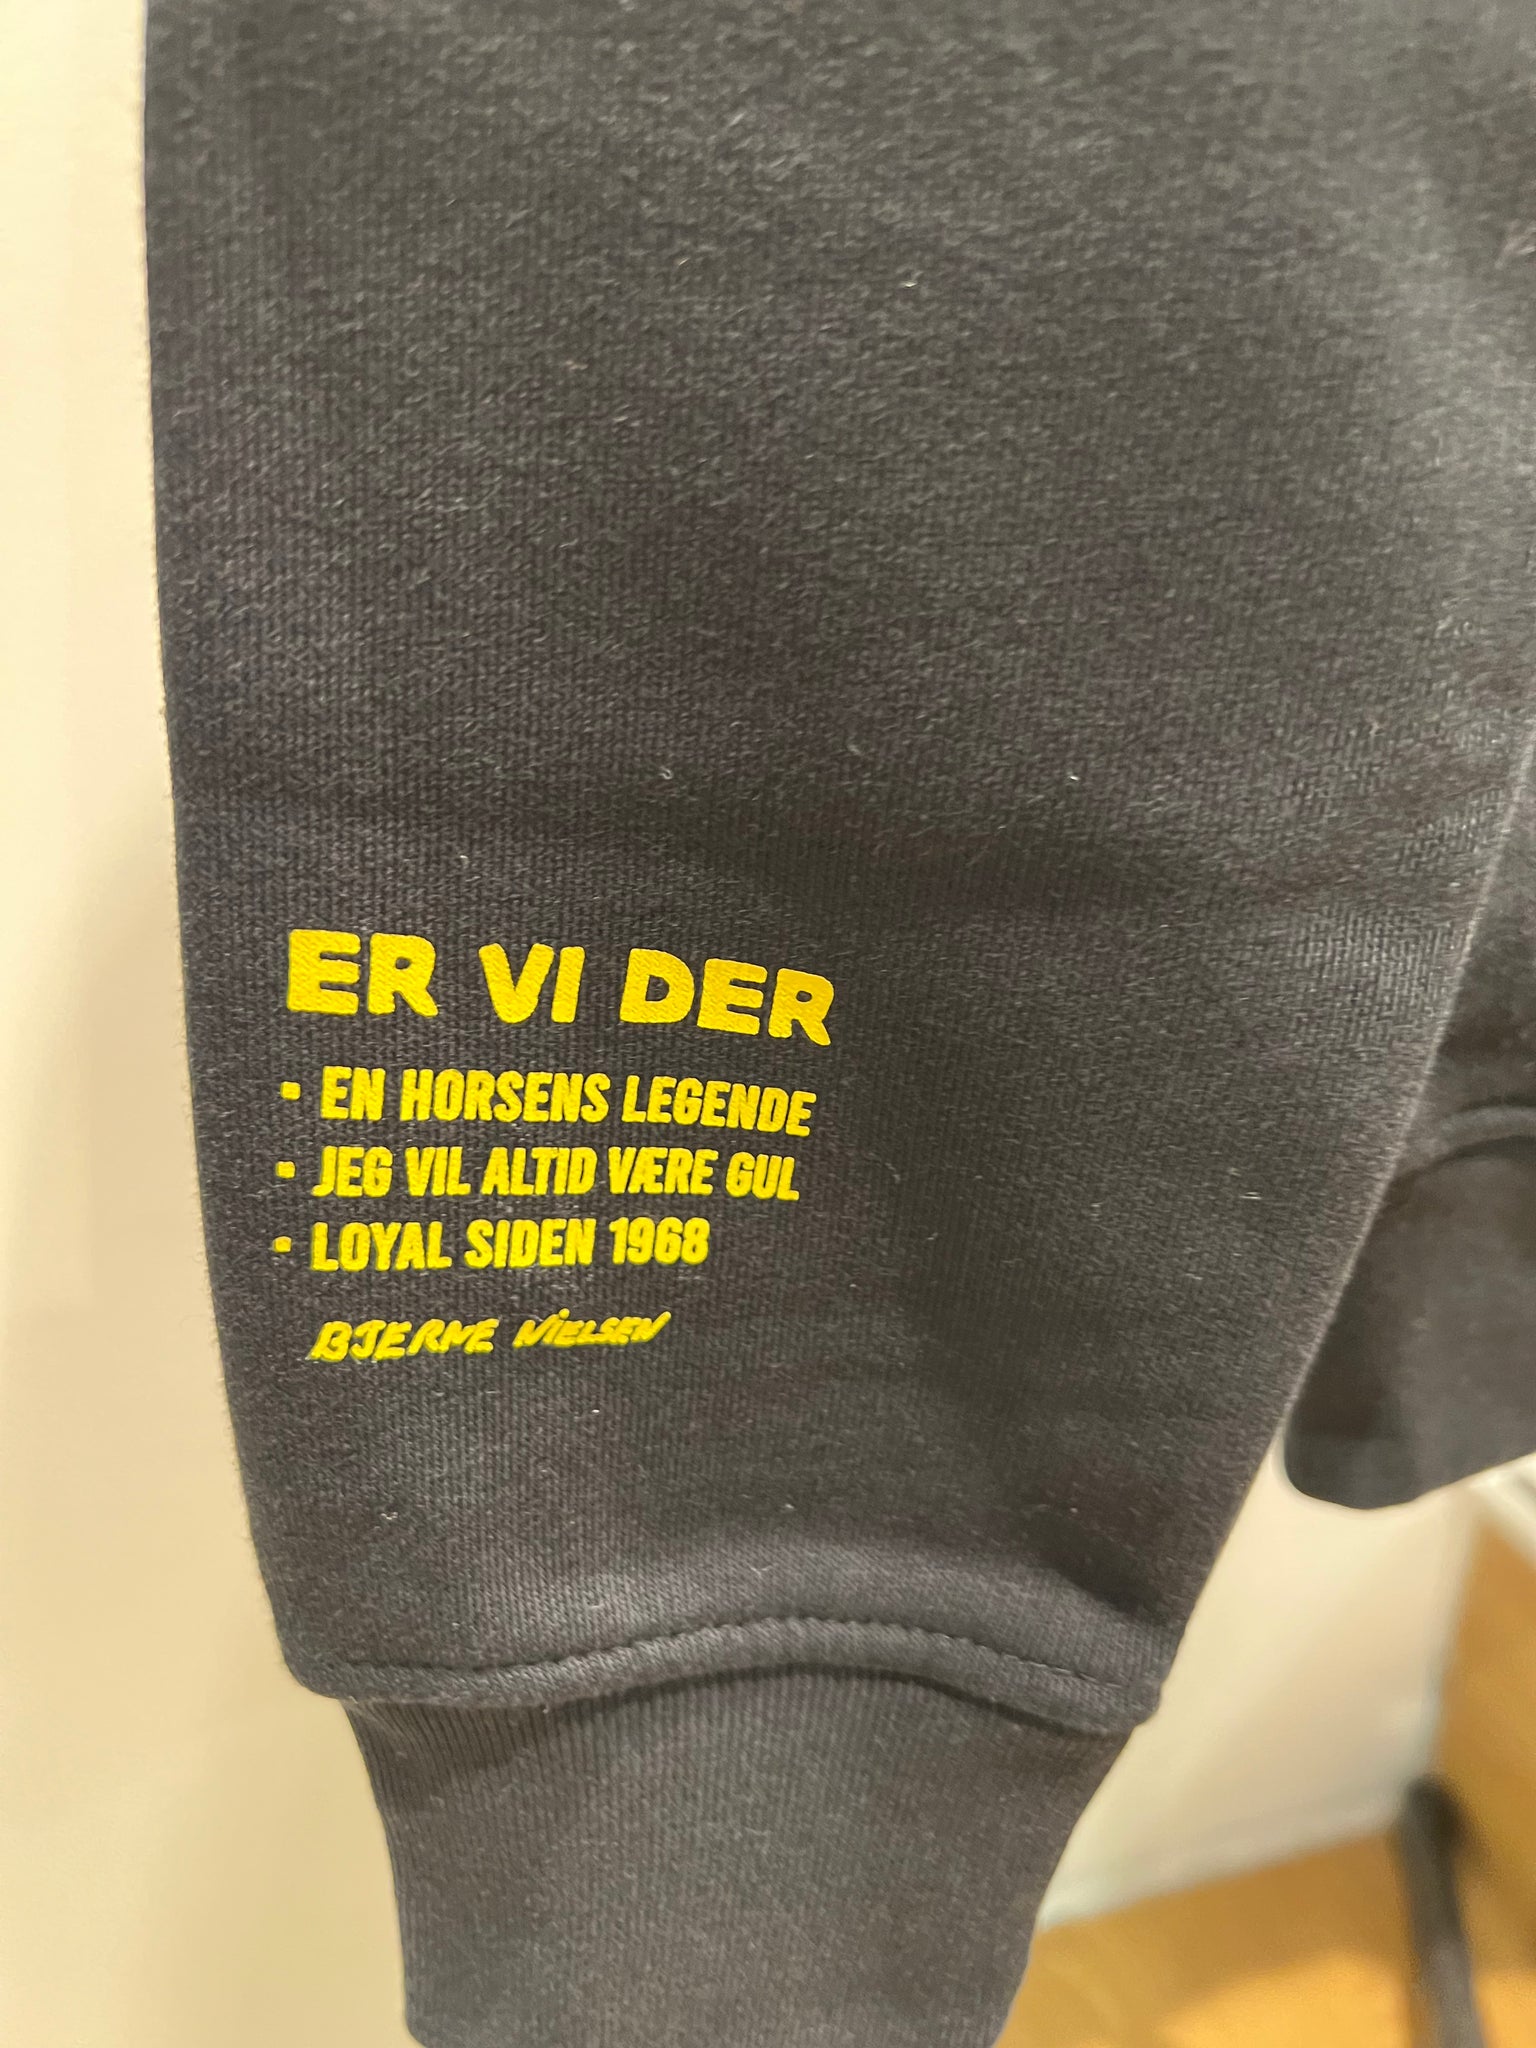 ER VI DER
• EN HORSENS LEGENDE
• JEG VIL ALTID VÆRE GUL
• LOYAL SIDEN 1968
BJERNE NIELSEN